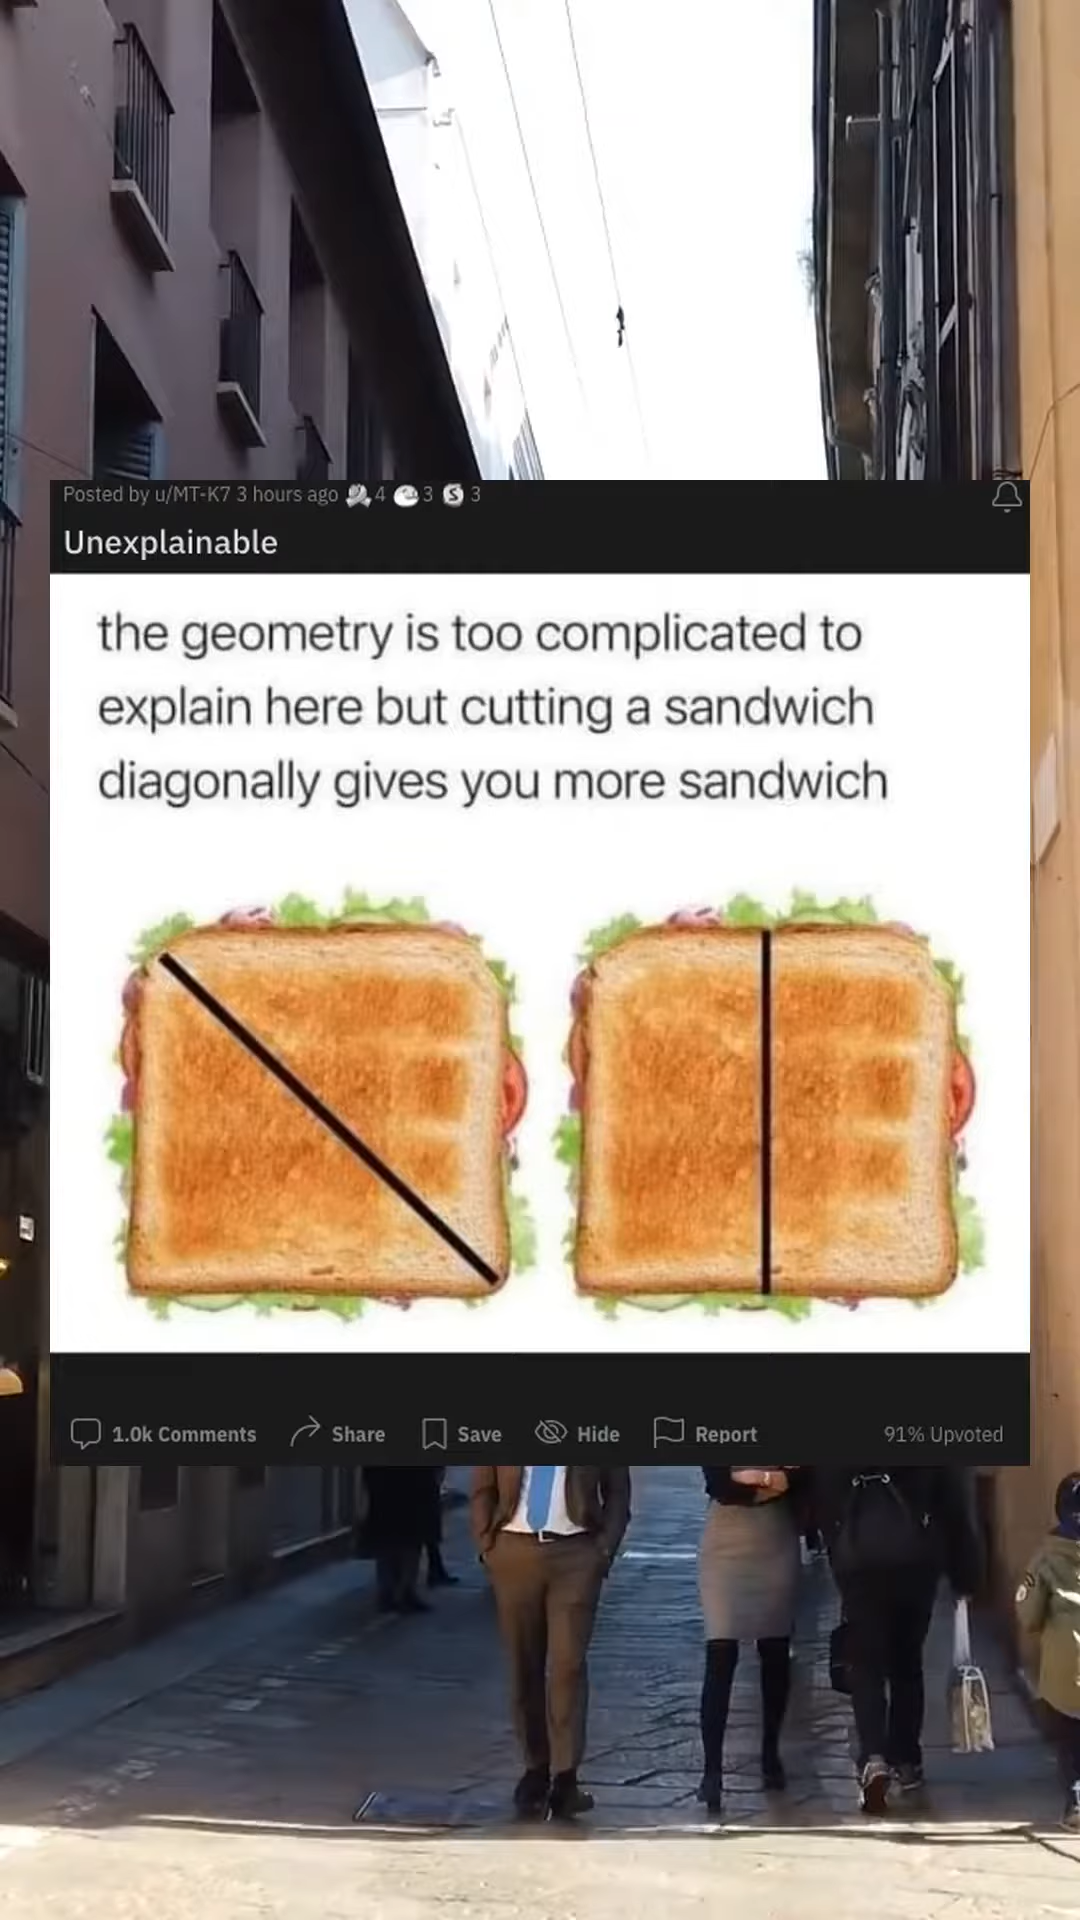 Posted by u/MT-K7 3 hours ago 4 3 3
Unexplainable
the geometry is too complicated to
explain here but cutting a sandwich
diagonally gives you more sandwich
1.0k Comments Share Save Hide Report 91% Upvoted